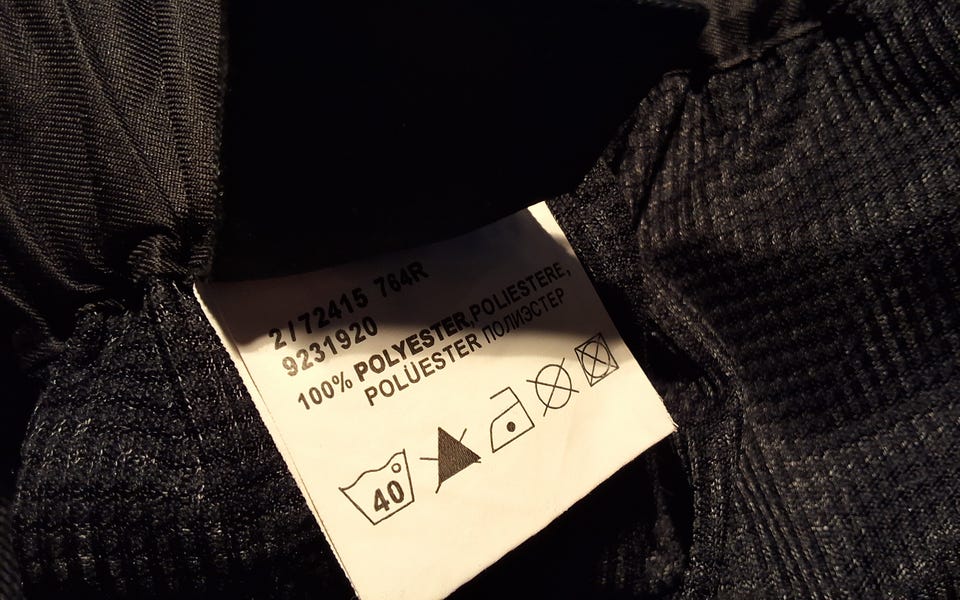 2/72415 764R
9231920
100% POLYESTER,POLIESTERE,
POLÜESTER ПОЛИЭСТЕР
40